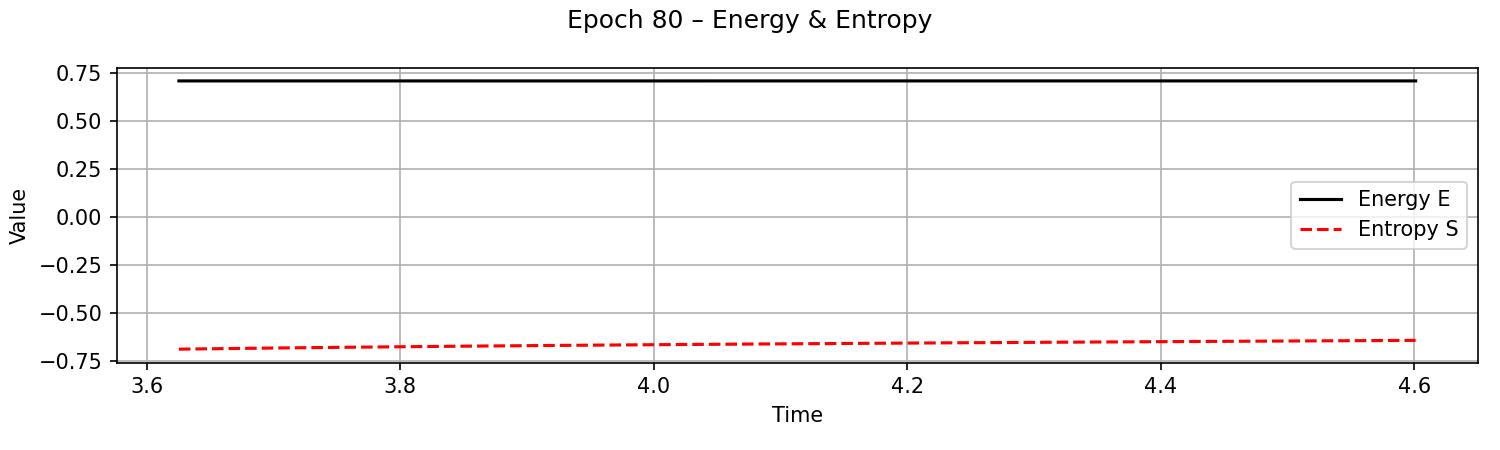 Epoch 80 – Energy & Entropy
0.75
0.50
0.25
0.00
−0.25
−0.50
−0.75
Value
Energy E
Entropy S
3.6 3.8 4.0 4.2 4.4 4.6
Time